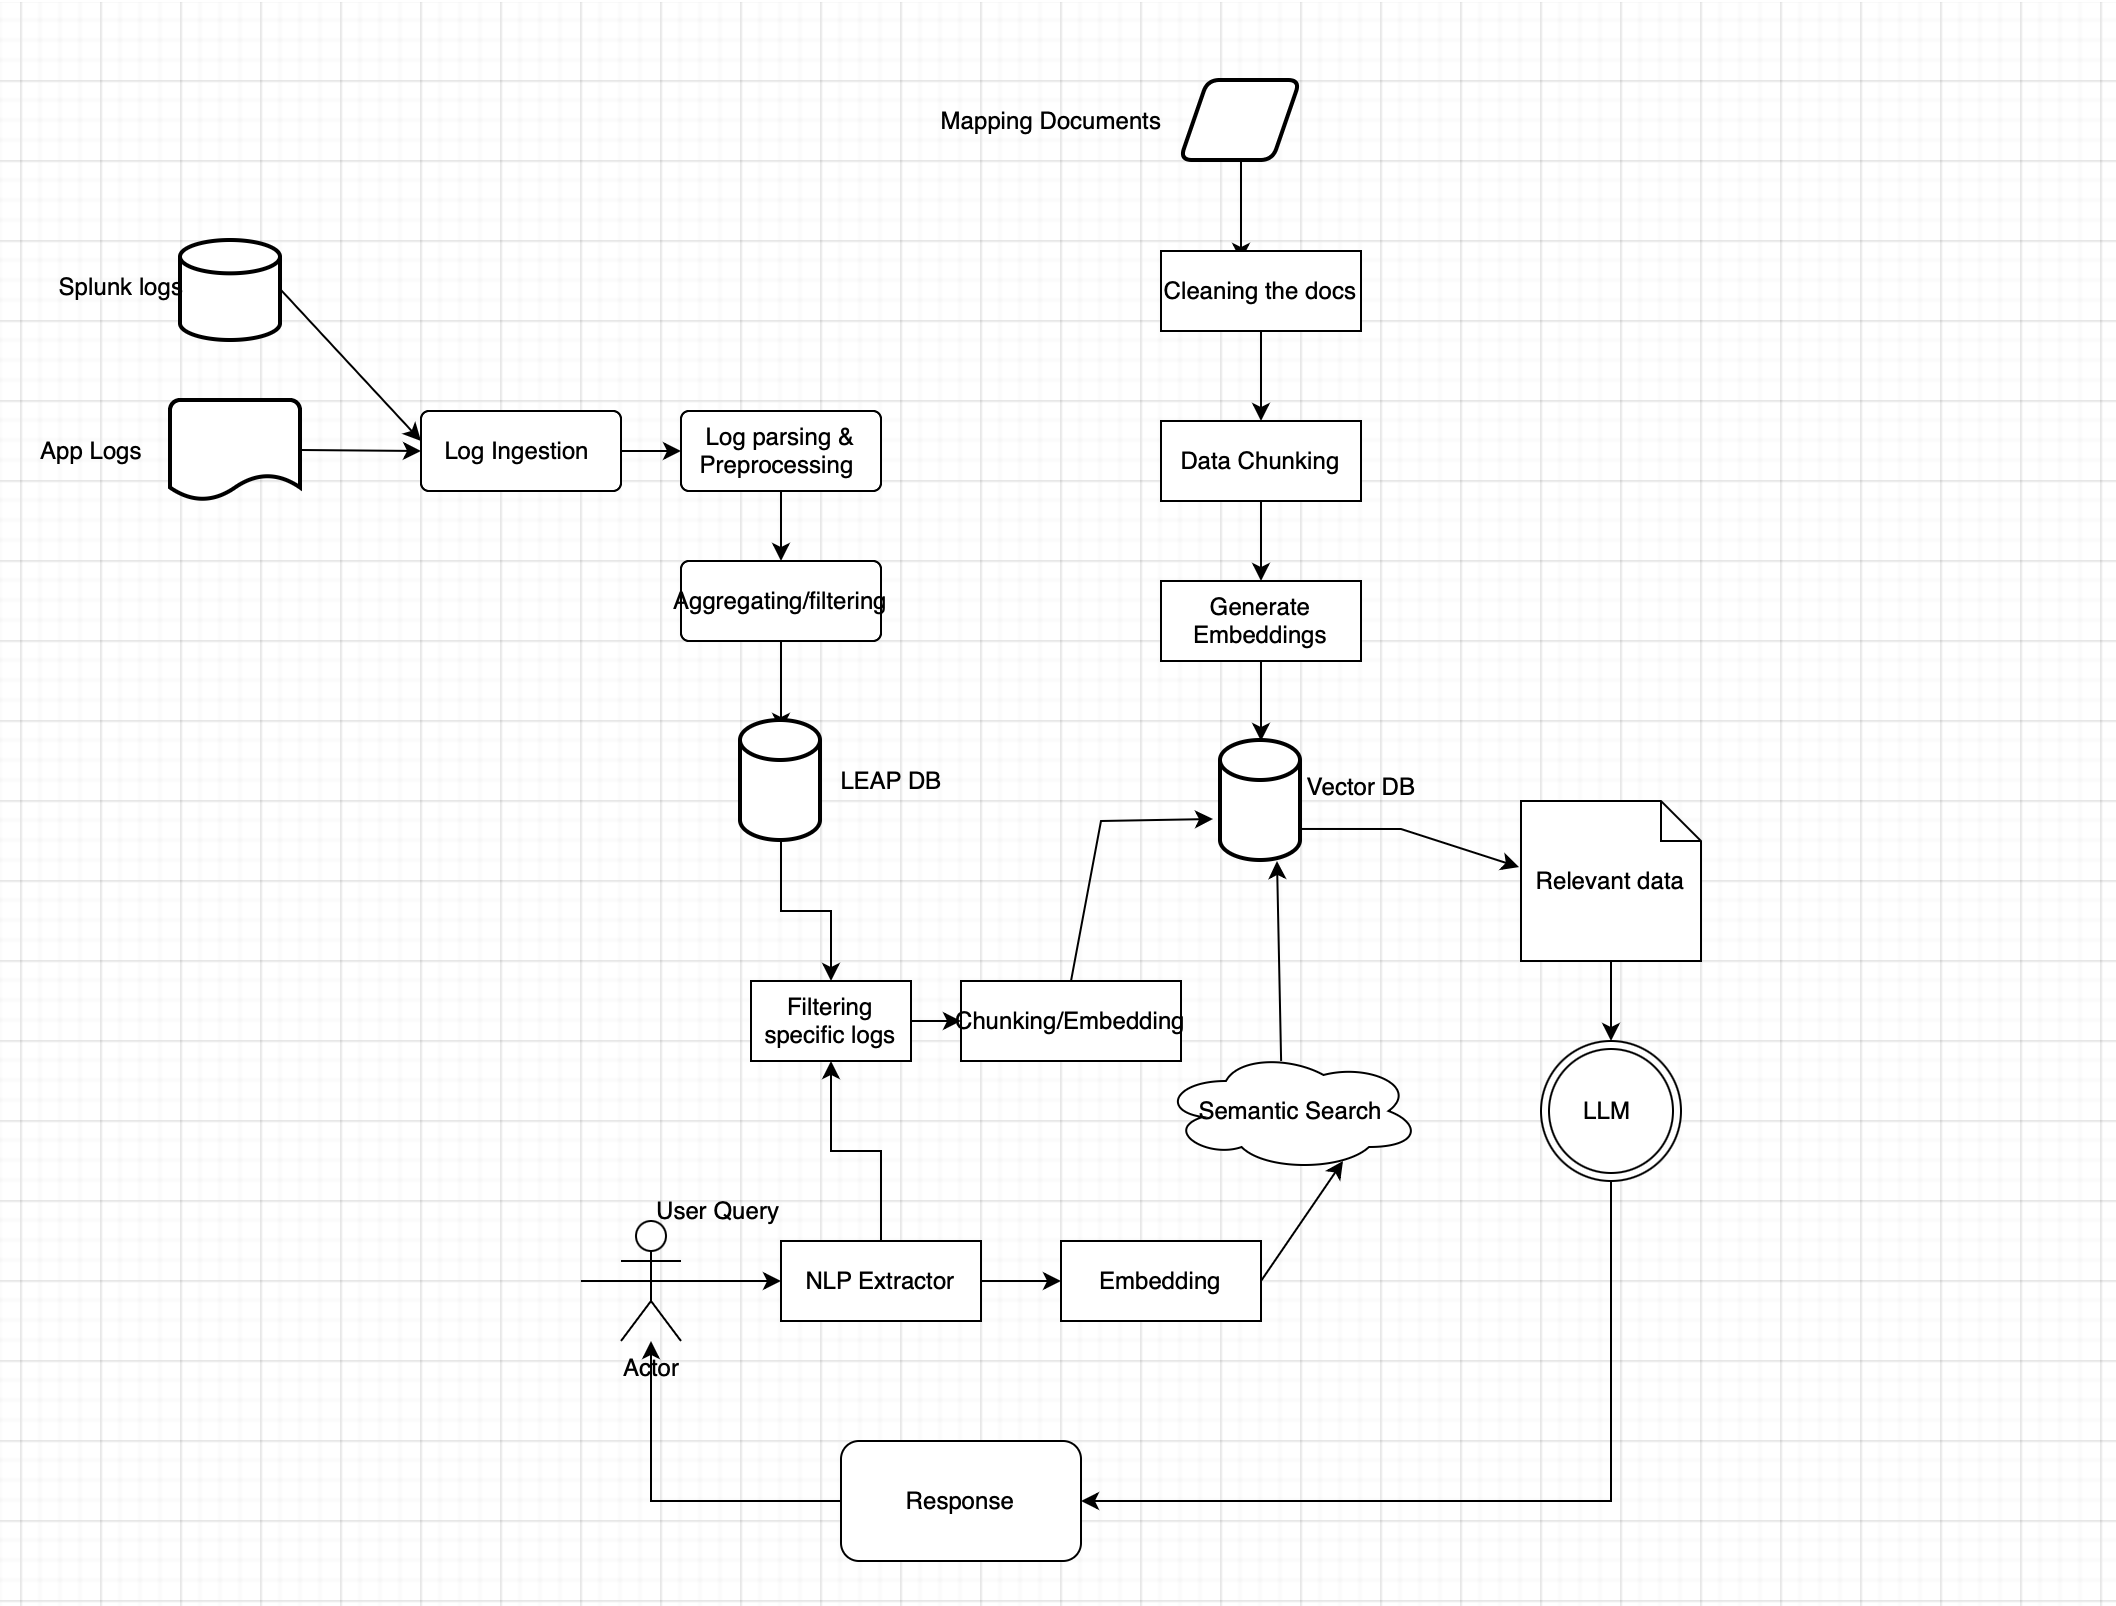 Mapping Documents
Splunk logs
Cleaning the docs
App Logs
Log Ingestion
Log parsing &
Preprocessing
Data Chunking
Aggregating/filtering
Generate
Embeddings
LEAP DB
Vector DB
Relevant data
Filtering
specific logs
Chunking/Embedding
Semantic Search
LLM
User Query
NLP Extractor
Embedding
Actor
Response